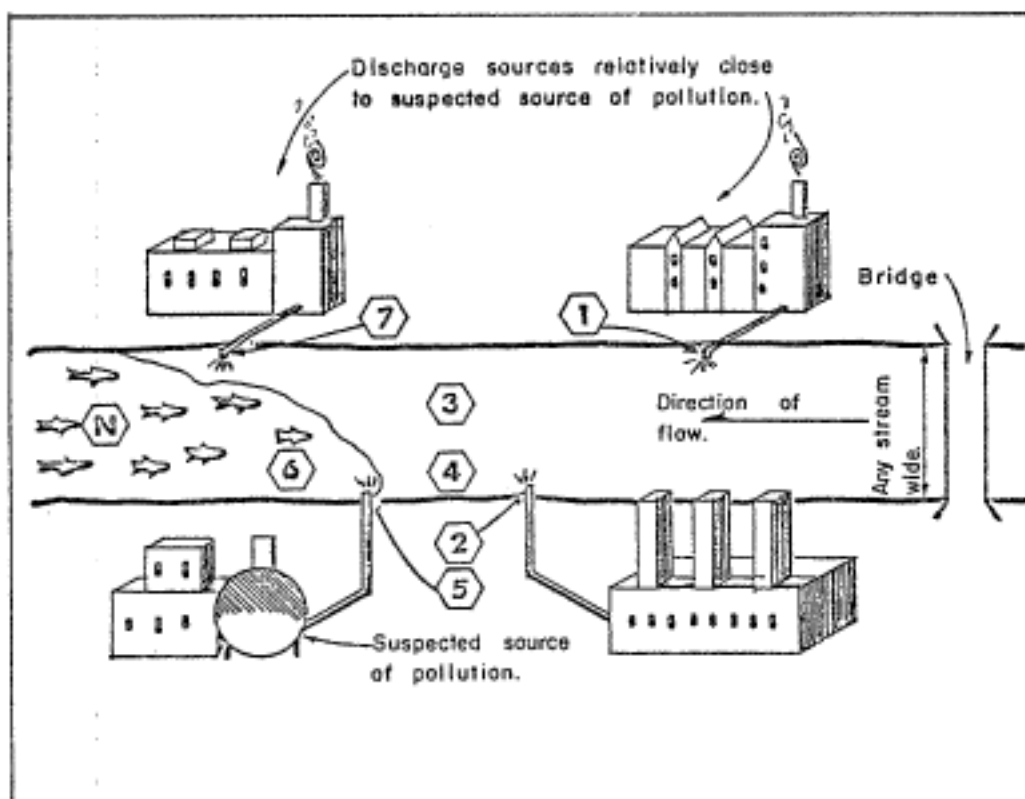 Discharge sources relatively close
to suspected source of pollution.
Bridge
7
1
3
Direction of
flow.
Any stream
wide.
N
6
4
2
5
Suspected source
of pollution.